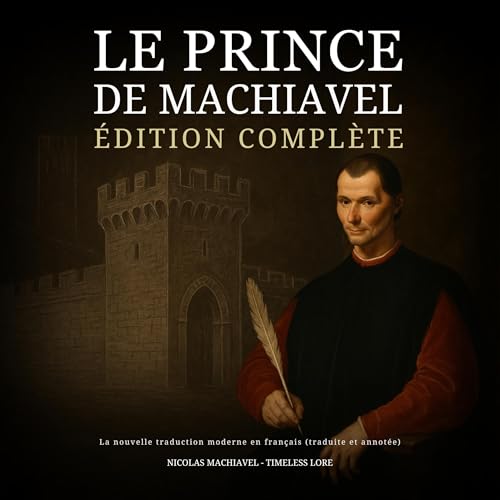 LE PRINCE
DE MACHIAVEL
ÉDITION COMPLÈTE
La nouvelle traduction moderne en français (traduite et annotée)
NICOLAS MACHIAVEL - TIMELESS LORE